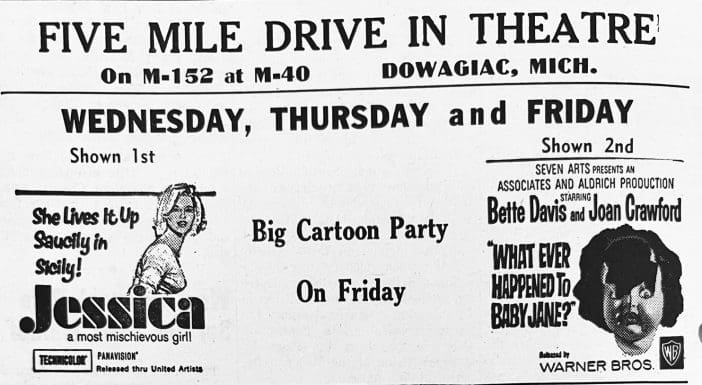 FIVE MILE DRIVE IN THEATRE
On M-152 at M-40 DOWAGIAC, MICH.
WEDNESDAY, THURSDAY and FRIDAY
Shown 1st
She Lives It Up
Saucily in
Sicily!
Jessica
a most mischievous girl!
TECHNICOLOR® PANAVISION®
Released thru United Artists
Big Cartoon Party
On Friday
Shown 2nd
SEVEN ARTS PRESENTS AN
ASSOCIATES AND ALDRICH PRODUCTION
STARRING
Bette Davis and Joan Crawford
"WHAT EVER
HAPPENED TO
BABY JANE?"
Released by
WARNER BROS.
WB